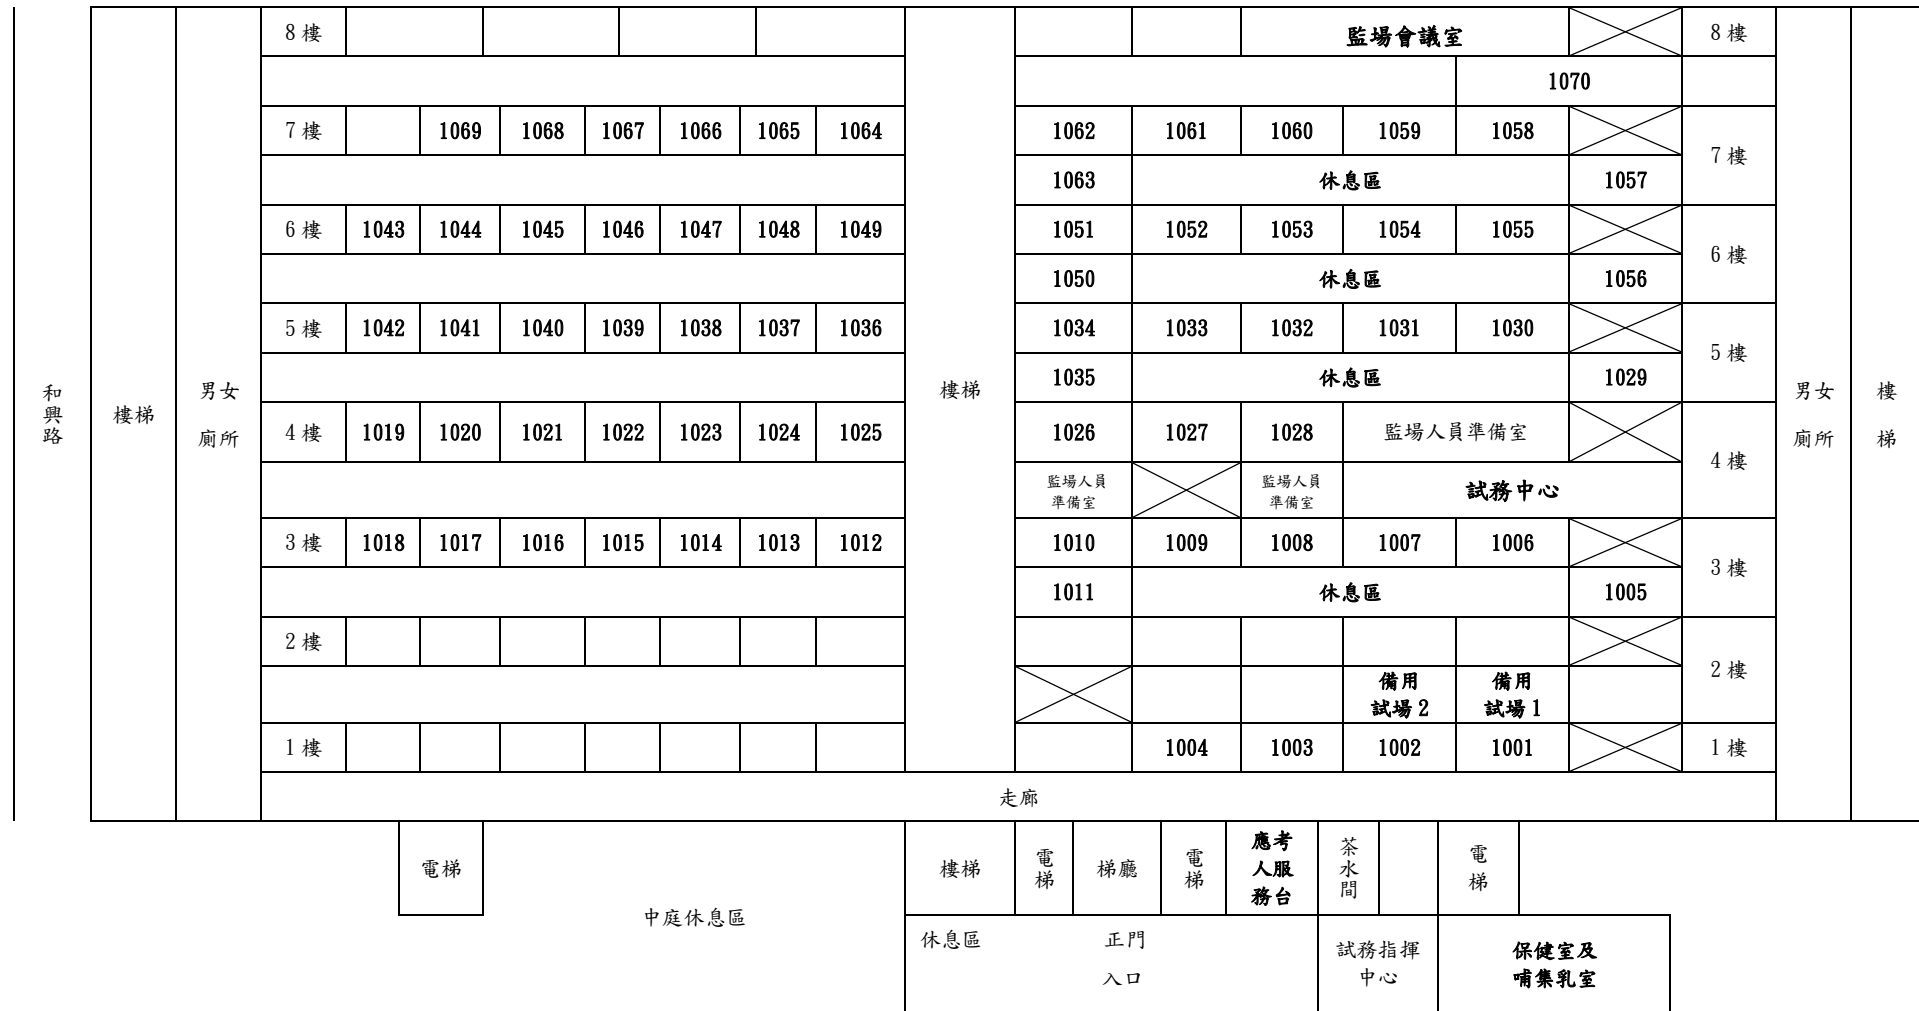 8樓 監場會議室 8樓
1070
7樓 1069 1068 1067 1066 1065 1064 1062 1061 1060 1059 1058
7樓
1063 休息區 1057
6樓 1043 1044 1045 1046 1047 1048 1049 1051 1052 1053 1054 1055
6樓
1050 休息區 1056
5樓 1042 1041 1040 1039 1038 1037 1036 1034 1033 1032 1031 1030
5樓
1035 休息區 1029
和興路
樓梯
男女
廁所
樓梯
男女
廁所
樓梯
4樓 1019 1020 1021 1022 1023 1024 1025 1026 1027 1028 監場人員準備室
4樓
監場人員
準備室
監場人員
準備室
試務中心
3樓 1018 1017 1016 1015 1014 1013 1012 1010 1009 1008 1007 1006
3樓
1011 休息區 1005
2樓
2樓
備用
試場2
備用
試場1
1樓 1004 1003 1002 1001 1樓
走廊
電梯
中庭休息區
樓梯
電梯
梯廳
電梯
應考
人服
務台
茶水間
電梯
休息區
正門
入口
試務指揮
中心
保健室及
哺集乳室